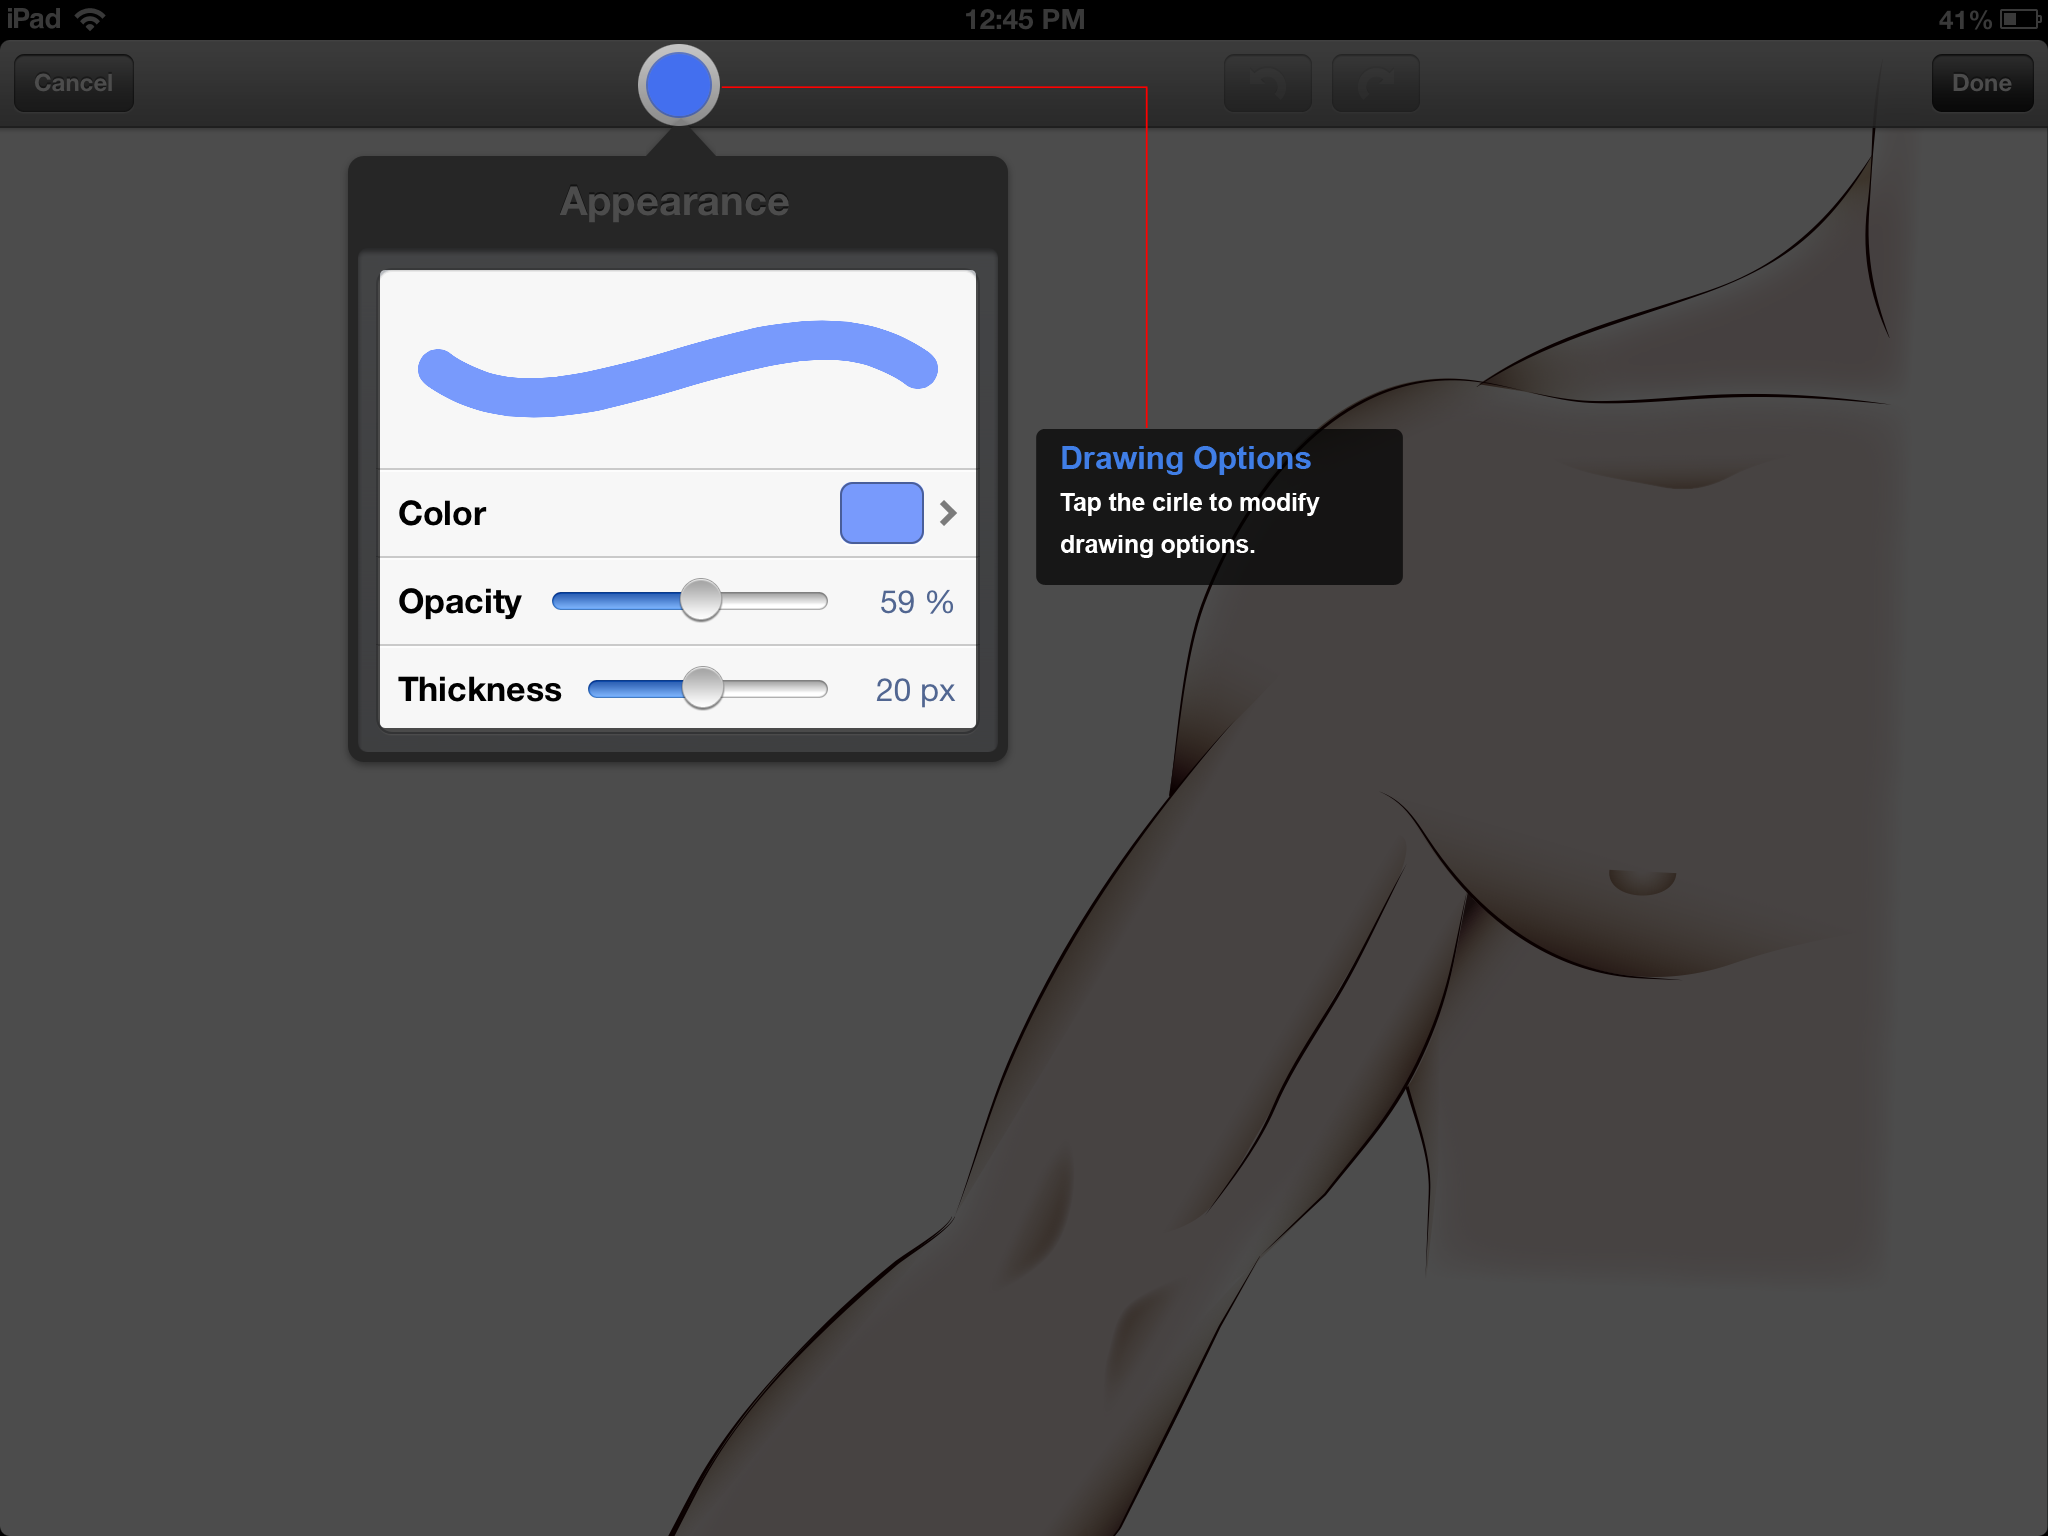 iPad
12:45 PM
41%
Cancel
Done
Appearance
Color
Opacity
59 %
Thickness
20 px
Drawing Options
Tap the cirle to modify
drawing options.